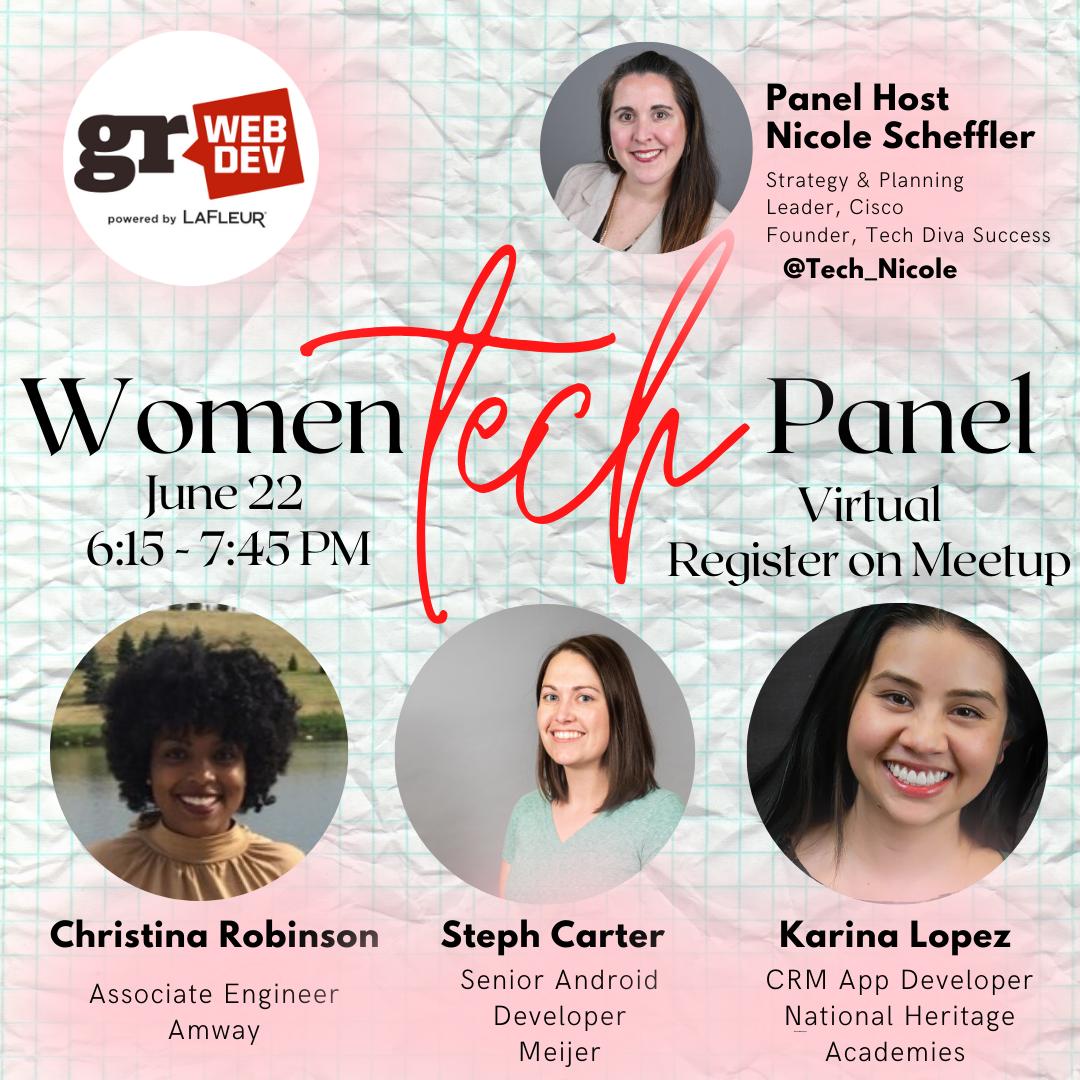 gr WEB DEV
powered by LAFLEUR
Panel Host
Nicole Scheffler
Strategy & Planning
Leader, Cisco
Founder, Tech Diva Success
@Tech_Nicole
Women tech Panel
June 22
6:15 - 7:45 PM
Virtual
Register on Meetup
Christina Robinson
Associate Engineer
Amway
Steph Carter
Senior Android
Developer
Meijer
Karina Lopez
CRM App Developer
National Heritage
Academies